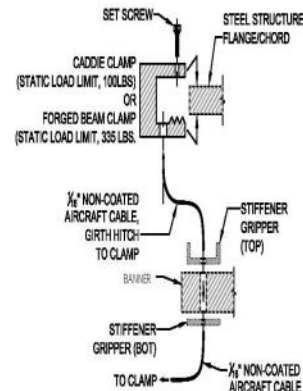 SET SCREW
STEEL STRUCTURE
FLANGE/CHORD
CADDIE CLAMP
(STATIC LOAD LIMIT, 100LBS)
OR
FORGED BEAM CLAMP
(STATIC LOAD LIMIT, 335 LBS.
NON-COATED
AIRCRAFT CABLE,
GIRTH HITCH
TO CLAMP
STIFFENER
GRIPPER
(TOP)
BANNER
STIFFENER
GRIPPER (BOT)
TO CLAMP
NON-COATED
AIRCRAFT CABLE